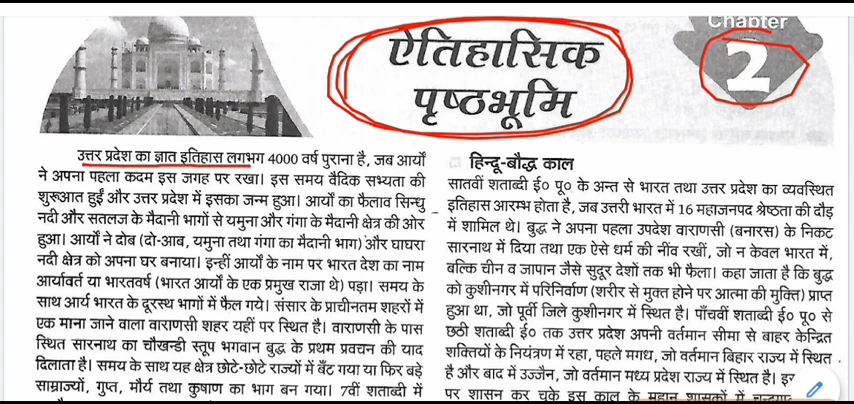 Chapter
2
ऐतिहासिक
पृष्ठभूमि
उत्तर प्रदेश का ज्ञात इतिहास लगभग 4000 वर्ष पुराना है, जब आर्यों
ने अपना पहला कदम इस जगह पर रखा। इस समय वैदिक सभ्यता की
शुरूआत हुई और उत्तर प्रदेश में इसका जन्म हुआ। आर्यों का फैलाव सिन्धु
नदी और सतलज के मैदानी भागों से यमुना और गंगा के मैदानी क्षेत्र की ओर
हुआ। आर्यों ने दोब (दो-आब, यमुना तथा गंगा का मैदानी भाग) और घाघरा
नदी क्षेत्र को अपना घर बनाया। इन्हीं आर्यों के नाम पर भारत देश का नाम
आर्यावर्त या भारतवर्ष (भारत आर्यों के एक प्रमुख राजा थे) पड़ा। समय के
साथ आर्य भारत के दूरस्थ भागों में फैल गये। संसार के प्राचीनतम शहरों में
एक माना जाने वाला वाराणसी शहर यहीं पर स्थित है। वाराणसी के पास
स्थित सारनाथ का चौखन्डी स्तूप भगवान बुद्ध के प्रथम प्रवचन की याद
दिलाता है। समय के साथ यह क्षेत्र छोटे-छोटे राज्यों में बँट गया या फिर बड़े
साम्राज्यों, गुप्त, मौर्य तथा कुषाण का भाग बन गया। 7वीं शताब्दी में
हिन्दू-बौद्ध काल
सातवीं शताब्दी ई० पू० के अन्त से भारत तथा उत्तर प्रदेश का व्यवस्थित
इतिहास आरम्भ होता है, जब उत्तरी भारत में 16 महाजनपद श्रेष्ठता की दौड़
में शामिल थे। बुद्ध ने अपना पहला उपदेश वाराणसी (बनारस) के निकट
सारनाथ में दिया तथा एक ऐसे धर्म की नींव रखीं, जो न केवल भारत में,
बल्कि चीन व जापान जैसे सुदूर देशों तक भी फैला। कहा जाता है कि बुद्ध
को कुशीनगर में परिनिर्वाण (शरीर से मुक्त होने पर आत्मा की मुक्ति) प्राप्त
हुआ था, जो पूर्वी जिले कुशीनगर में स्थित है। पाँचवीं शताब्दी ई० पू० से
छठी शताब्दी ई० तक उत्तर प्रदेश अपनी वर्तमान सीमा से बाहर केन्द्रित
शक्तियों के नियंत्रण में रहा, पहले मगध, जो वर्तमान बिहार राज्य में स्थित
है और बाद में उज्जैन, जो वर्तमान मध्य प्रदेश राज्य में स्थित है।
पर शासन कर चुके इस काल के महान शासकों में